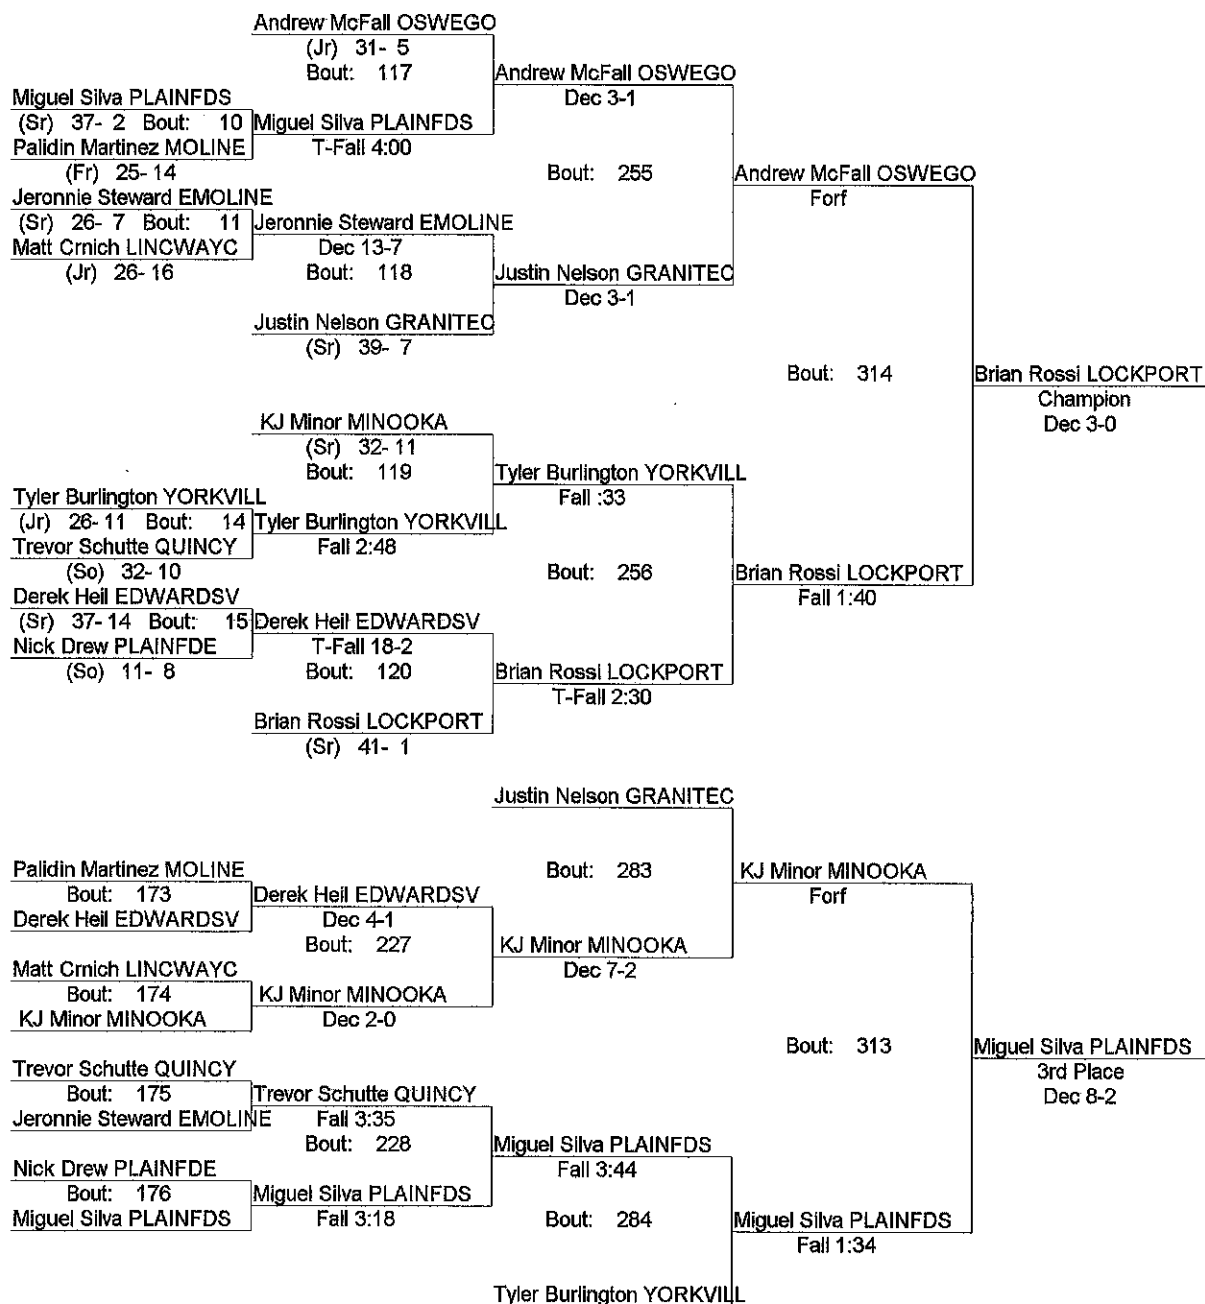 Andrew McFall OSWEGO
(Jr) 31- 5
Bout: 117
Andrew McFall OSWEGO
Dec 3-1
Miguel Silva PLAINFDS
(Sr) 37- 2 Bout: 10
Miguel Silva PLAINFDS
T-Fall 4:00
Palidin Martinez MOLINE
(Fr) 25- 14
Bout: 255
Andrew McFall OSWEGO
Forf
Jeronnie Steward EMOLINE
(Sr) 26- 7 Bout: 11
Jeronnie Steward EMOLINE
Dec 13-7
Matt Crnich LINCWAYC
(Jr) 26- 16
Bout: 118
Justin Nelson GRANITEC
Dec 3-1
Justin Nelson GRANITEC
(Sr) 39- 7
Bout: 314
Brian Rossi LOCKPORT
Champion
Dec 3-0
KJ Minor MINOOKA
(Sr) 32- 11
Bout: 119
Tyler Burlington YORKVILL
Fall :33
Tyler Burlington YORKVILL
(Jr) 26- 11 Bout: 14
Tyler Burlington YORKVILL
Fall 2:48
Trevor Schutte QUINCY
(So) 32- 10
Bout: 256
Brian Rossi LOCKPORT
Fall 1:40
Derek Heil EDWARDSV
(Sr) 37- 14 Bout: 15
Derek Heil EDWARDSV
T-Fall 18-2
Nick Drew PLAINFDE
(So) 11- 8
Bout: 120
Brian Rossi LOCKPORT
T-Fall 2:30
Brian Rossi LOCKPORT
(Sr) 41- 1
Justin Nelson GRANITEC
Bout: 283
KJ Minor MINOOKA
Forf
Palidin Martinez MOLINE
Bout: 173
Derek Heil EDWARDSV
Derek Heil EDWARDSV
Dec 4-1
Bout: 227
KJ Minor MINOOKA
Dec 7-2
Matt Crnich LINCWAYC
Bout: 174
KJ Minor MINOOKA
KJ Minor MINOOKA
Dec 2-0
Bout: 313
Miguel Silva PLAINFDS
3rd Place
Dec 8-2
Trevor Schutte QUINCY
Bout: 175
Jeronnie Steward EMOLINE
Trevor Schutte QUINCY
Fall 3:35
Bout: 228
Miguel Silva PLAINFDS
Fall 3:44
Nick Drew PLAINFDE
Bout: 176
Miguel Silva PLAINFDS
Miguel Silva PLAINFDS
Fall 3:18
Bout: 284
Miguel Silva PLAINFDS
Fall 1:34
Tyler Burlington YORKVILL